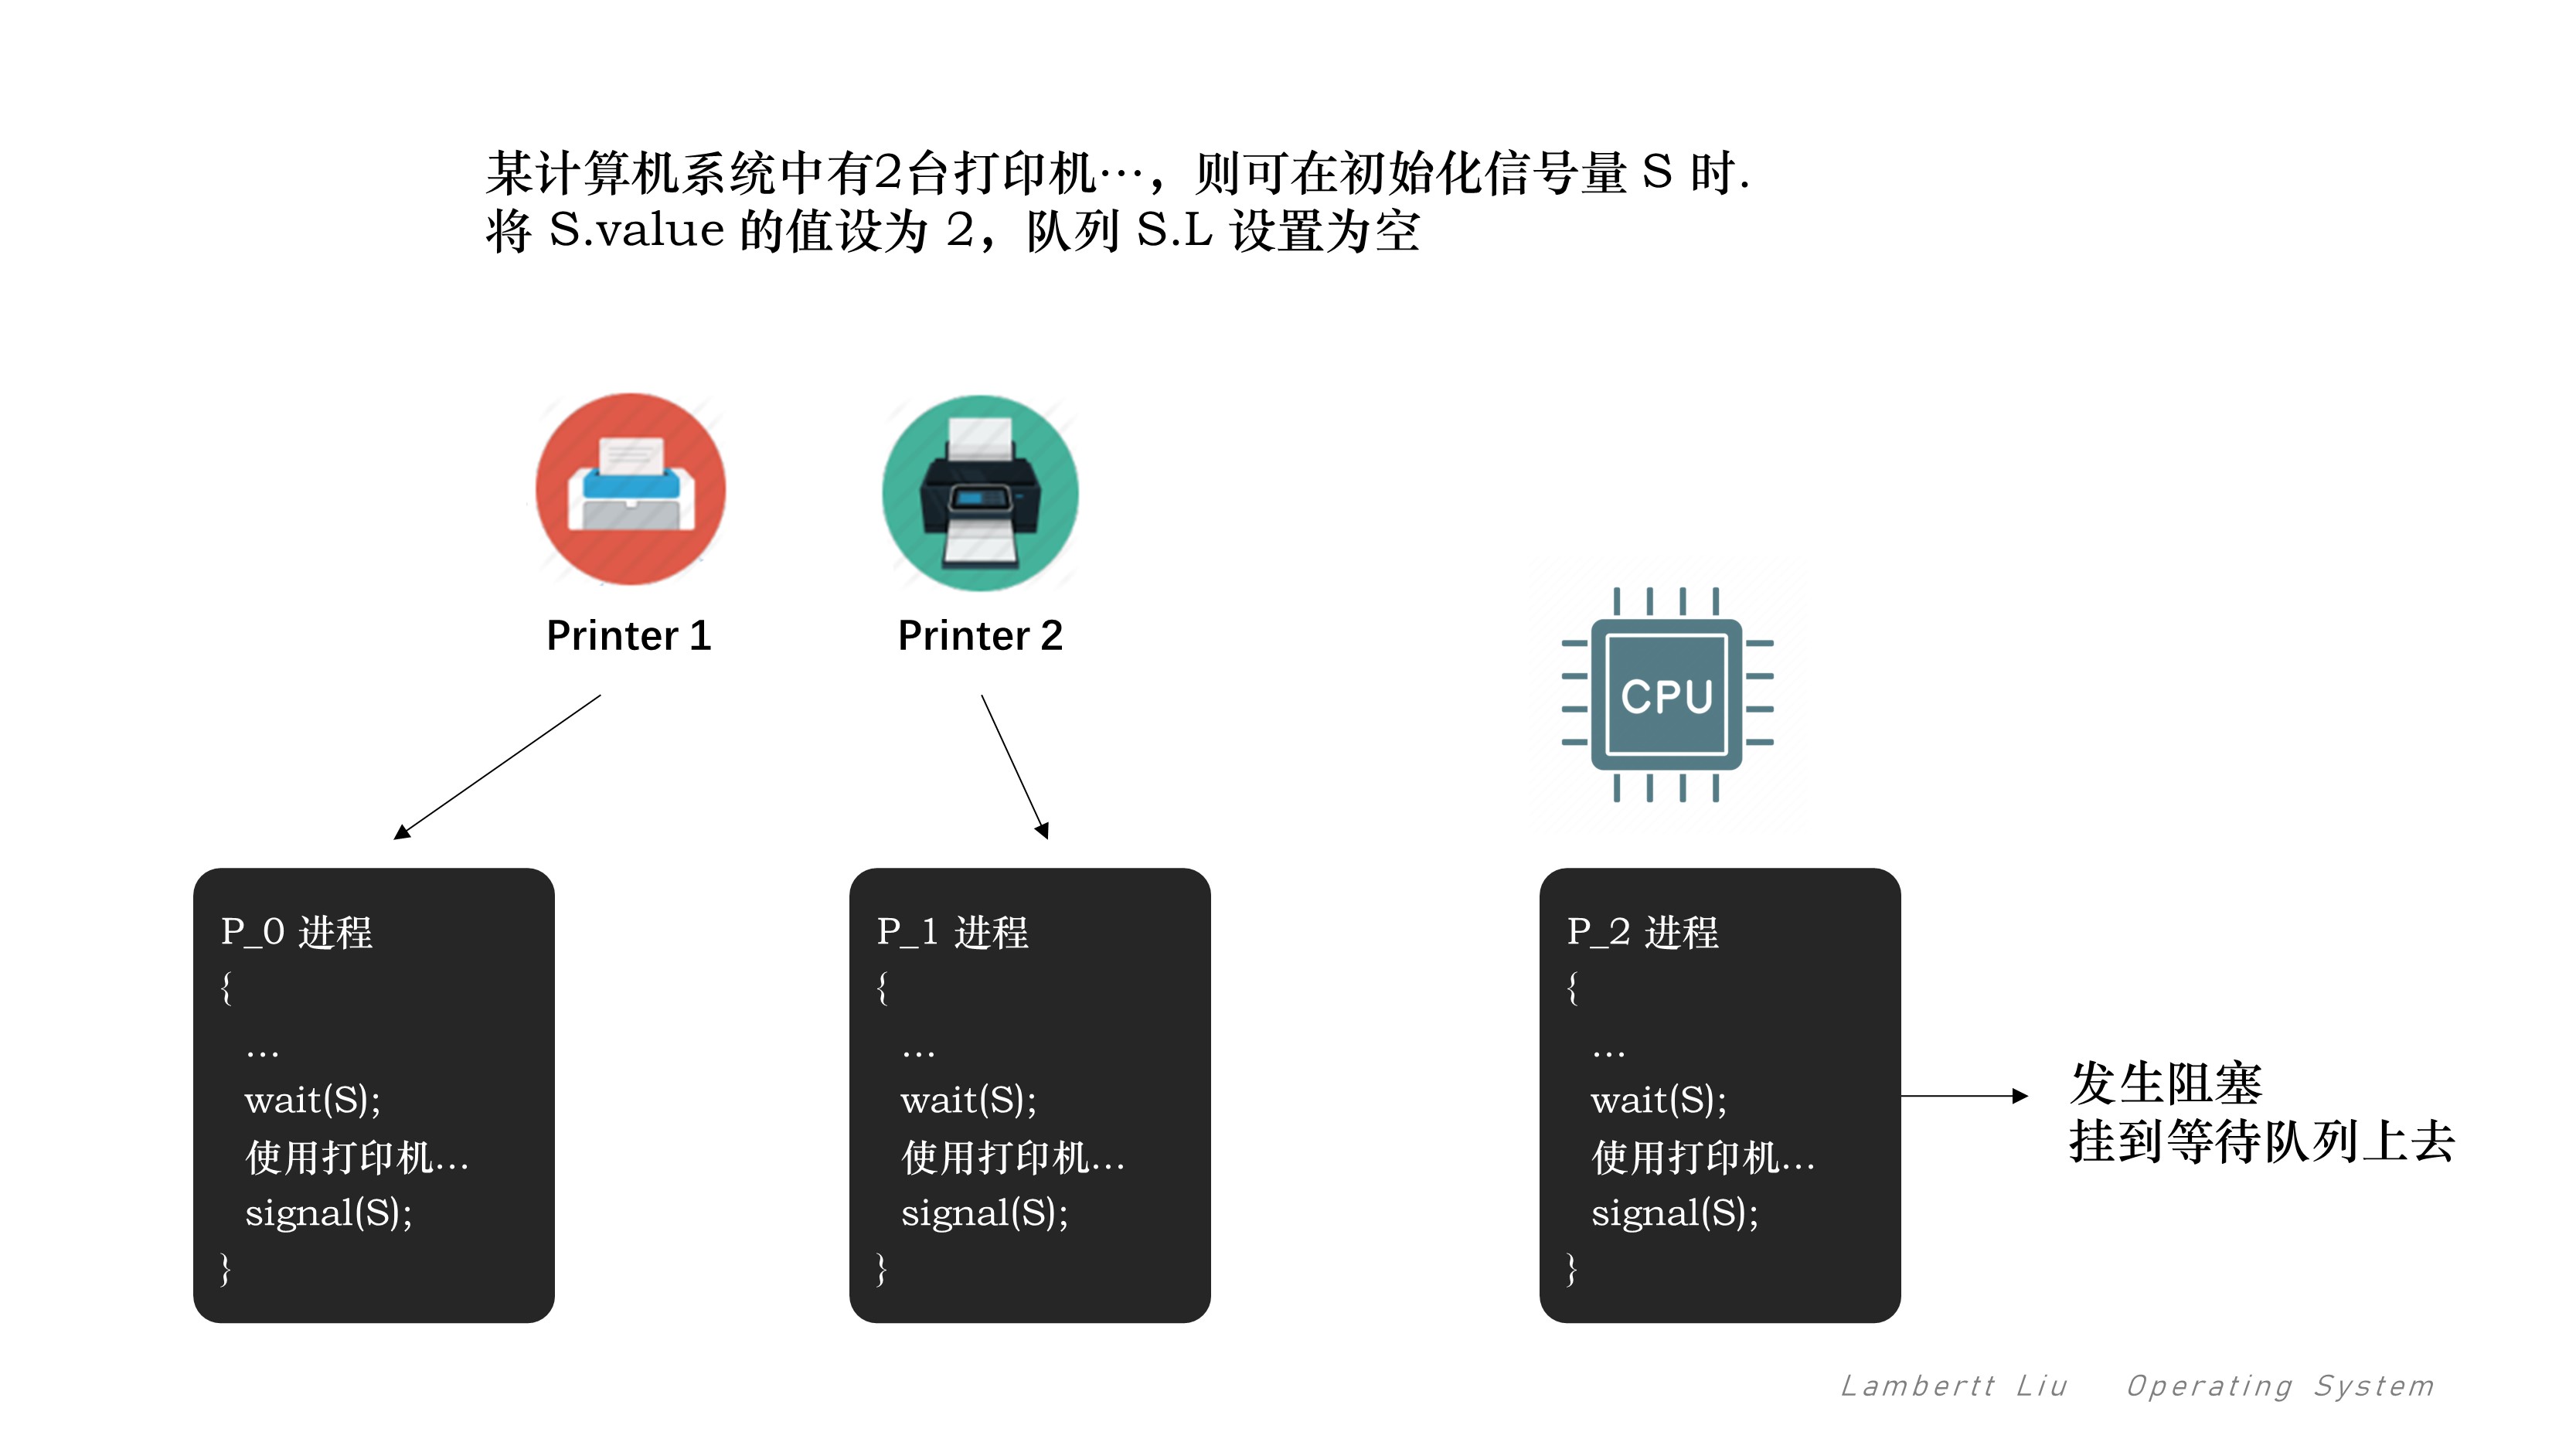 某计算机系统中有2台打印机…，则可在初始化信号量 S 时.
将 S.value 的值设为 2，队列 S.L 设置为空
Printer 1
Printer 2
CPU
P_0 进程
{
…
wait(S);
使用打印机…
signal(S);
}
P_1 进程
{
…
wait(S);
使用打印机…
signal(S);
}
P_2 进程
{
…
wait(S);
使用打印机…
signal(S);
}
发生阻塞
挂到等待队列上去
Lambertt Liu Operating System